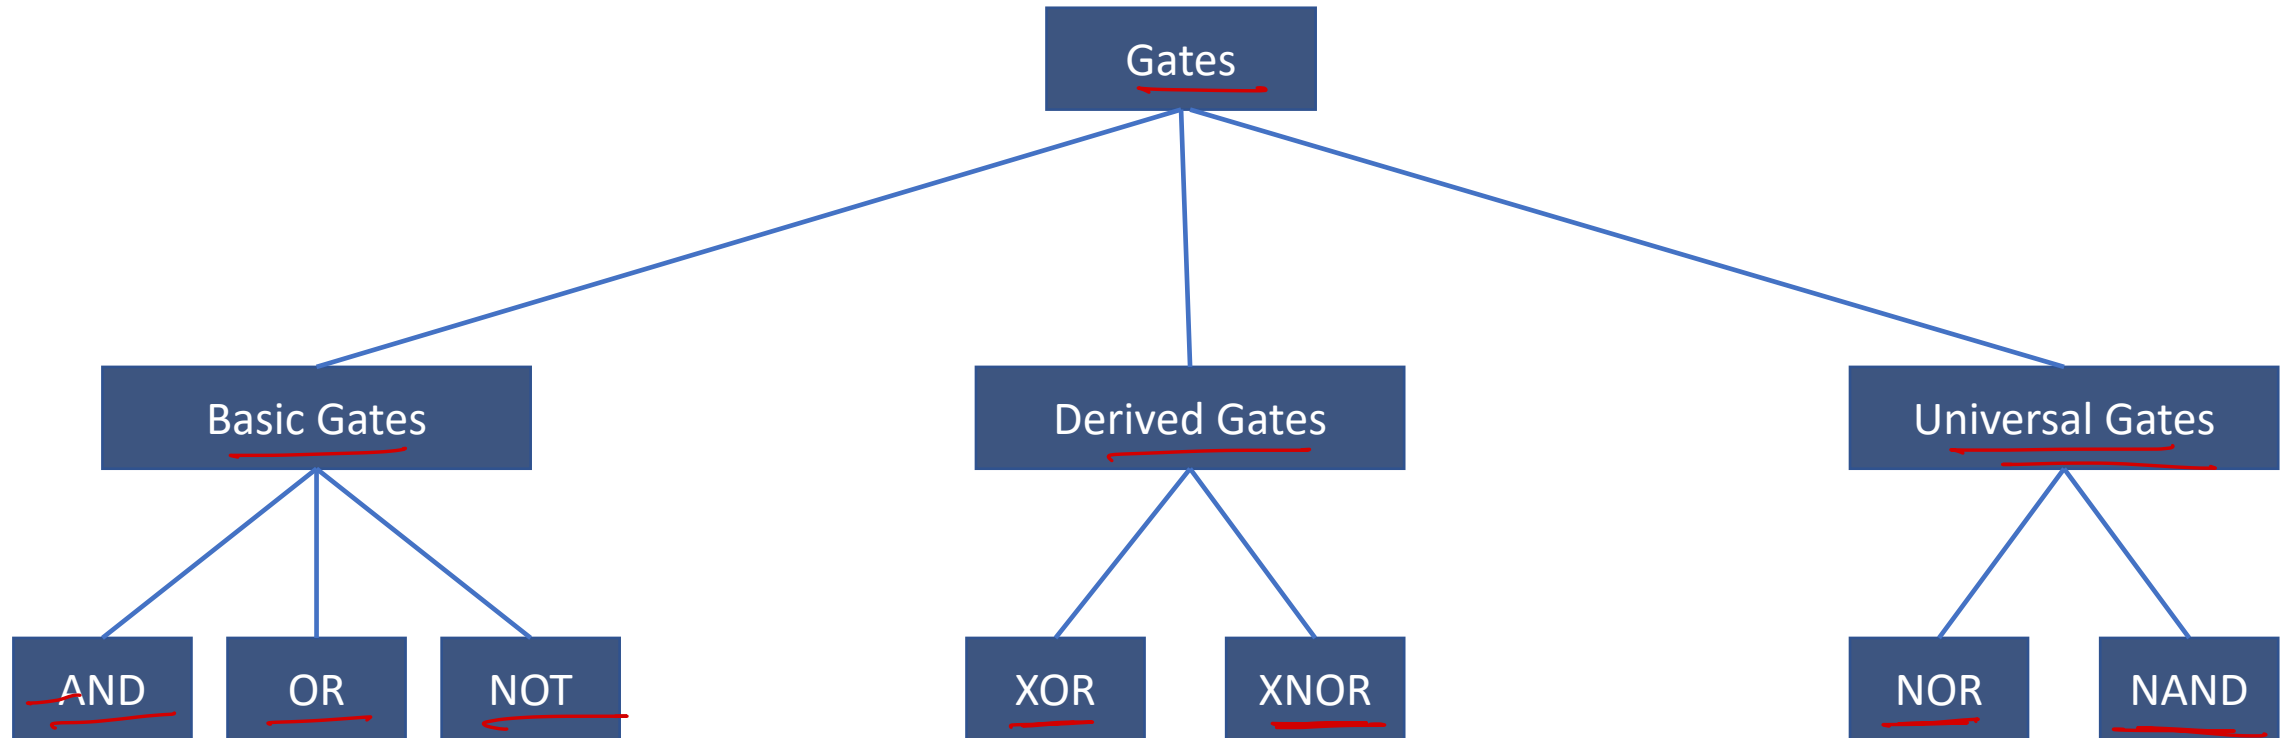 Gates
Basic Gates
Derived Gates
Universal Gates
AND
OR
NOT
XOR
XNOR
NOR
NAND